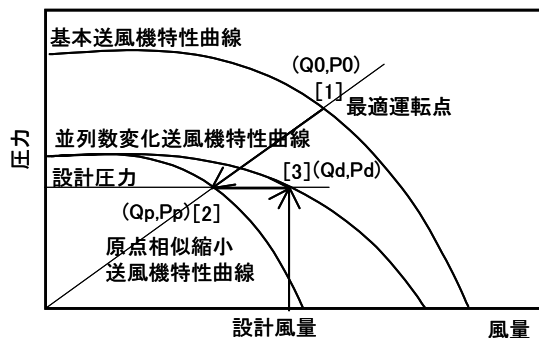 基本送風機特性曲線
(Q0,P0)
[1]
最適運転点
並列数変化送風機特性曲線
圧力
設計圧力
[3](Qd,Pd)
(Qp,Pp)[2]
原点相似縮小
送風機特性曲線
設計風量
風量